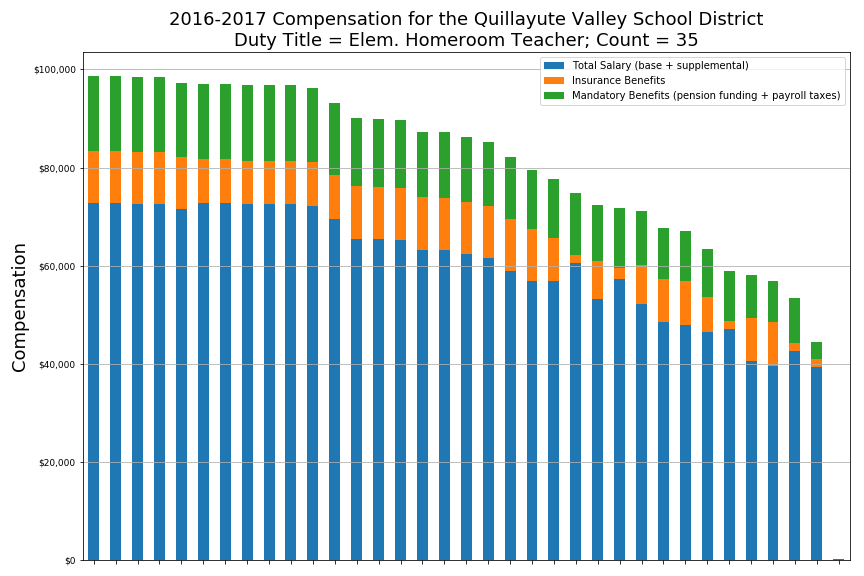 2016-2017 Compensation for the Quillayute Valley School District
Duty Title = Elem. Homeroom Teacher; Count = 35
$100,000
Total Salary (base + supplemental)
Insurance Benefits
Mandatory Benefits (pension funding + payroll taxes)
$80,000
$60,000
Compensation
$40,000
$20,000
$0